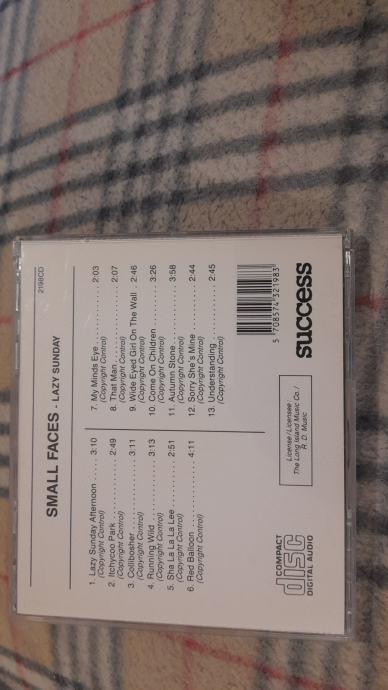 2198CD
SMALL FACES - LAZY SUNDAY
1. Lazy Sunday Afternoon .... 3:10
(Copyright Control)
2. Itchycoo Park .............. 2:49
(Copyright Control)
3. Collibosher ................ 3:11
(Copyright Control)
4. Running Wild .............. 3:13
(Copyright Control)
5. Sha La La La Lee .......... 2:51
(Copyright Control)
6. Red Balloon ............... 4:11
(Copyright Control)
7. My Minds Eye .............. 2:03
(Copyright Control)
8. That Man .................. 2:07
(Copyright Control)
9. Wide Eyed Girl On The Wall . 2:46
(Copyright Control)
10. Come On Children ......... 3:26
(Copyright Control)
11. Autumn Stone ............. 3:58
(Copyright Control)
12. Sorry She's Mine ......... 2:44
(Copyright Control)
13. Understanding ............ 2:45
(Copyright Control)
COMPACT
disc
DIGITAL AUDIO
License/Licensee:
The Long Island Music Co./
R. D. Music
5 708574 321983
success